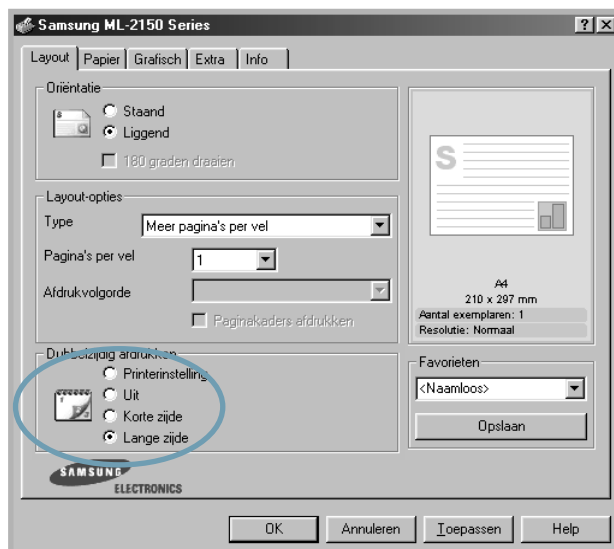 Samsung ML-2150 Series
Layout Papier Grafisch Extra Info
Oriëntatie
Staand
Liggend
180 graden draaien
Layout-opties
Type Meer pagina's per vel
Pagina's per vel 1
Afdrukvolgorde
Paginakaders afdrukken
Dubbelzijdig afdrukken
Printerinstelling
Uit
Korte zijde
Lange zijde
SAMSUNG
ELECTRONICS
S
S
A4
210 x 297 mm
Aantal exemplaren: 1
Resolutie: Normaal
Favorieten
<Naamloos>
Opslaan
OK Annuleren Toepassen Help